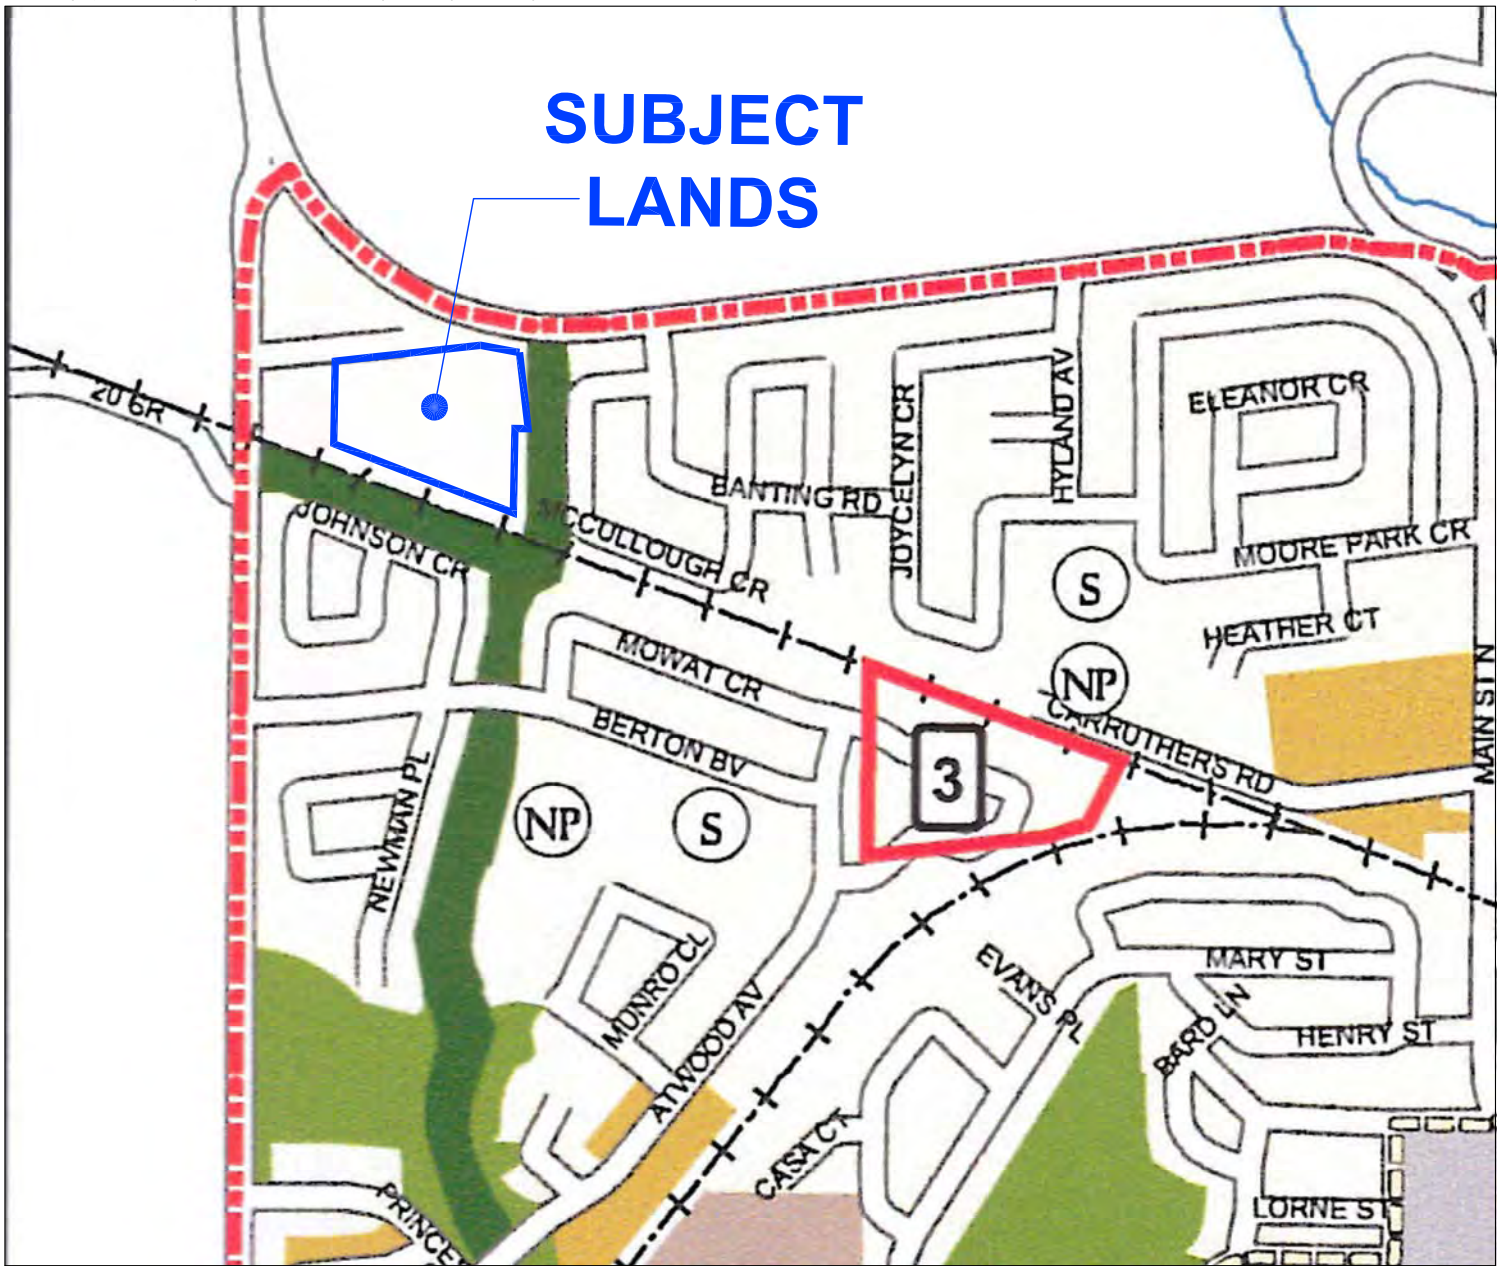 SUBJECT
LANDS
20 SR
ELEANOR CR
HYLAND AV
JOYCELYN CR
BANTING RD
MCCULLOUGH CR
JOHNSON CR
MOORE PARK CR
S
HEATHER CT
MOWAT CR
NP
CARRUTHERS RD
MAIN ST N
BERTON BV
3
NEWMAN PL
NP
S
MUNRO CL
ATWOOD AV
EVANS PL
MARY ST
BARD LN
HENRY ST
CASA CT
PRINCE
LORNE ST